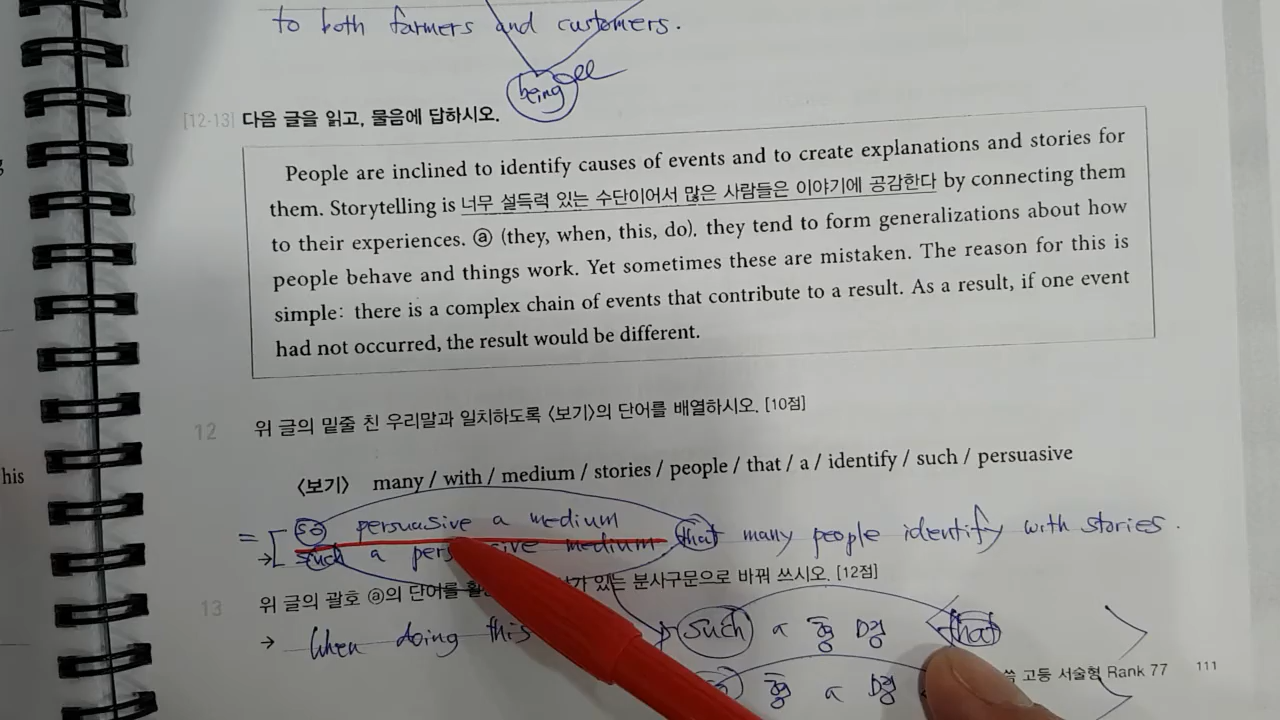 to both farmers and customers.
being
[12-13] 다음 글을 읽고, 물음에 답하시오.
People are inclined to identify causes of events and to create explanations and stories for
them. Storytelling is 너무 설득력 있는 수단이어서 많은 사람들은 이야기에 공감한다 by connecting them
to their experiences. ⓐ (they, when, this, do). they tend to form generalizations about how
people behave and things work. Yet sometimes these are mistaken. The reason for this is
simple: there is a complex chain of events that contribute to a result. As a result, if one event
had not occurred, the result would be different.
12 위 글의 밑줄 친 우리말과 일치하도록 <보기>의 단어를 배열하시오. [10점]
his
<보기> many / with / medium / stories / people / that / a / identify / such / persuasive
= so persuasive a medium
→ such a medium that many people identify with stories.
13 위 글의 괄호 ⓐ의 단어를 있는 분사구문으로 바꿔 쓰시오. [12점]
→ When doing this
such a 형 명 that
형 a 명
고등 서술형 Rank 77 111